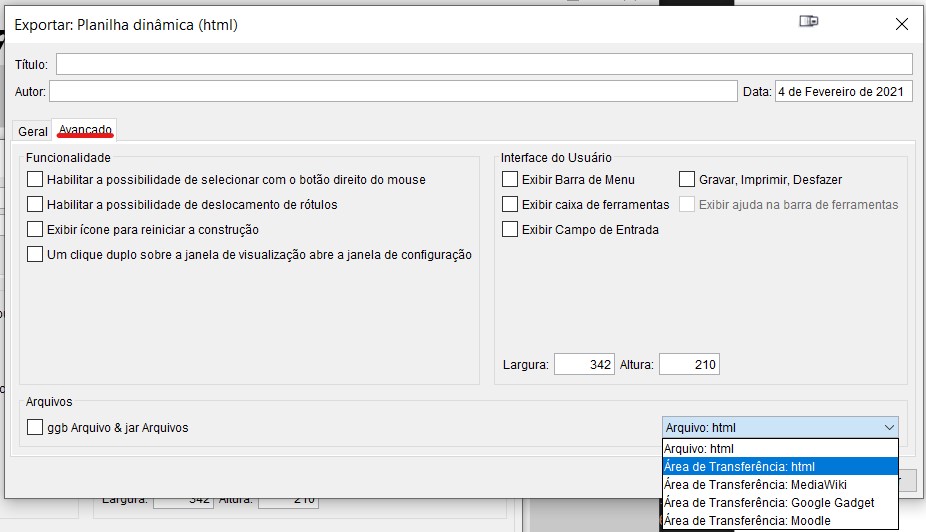 Exportar: Planilha dinâmica (html)
Título:
Autor: Data: 4 de Fevereiro de 2021
Geral Avançado
Funcionalidade
Habilitar a possibilidade de selecionar com o botão direito do mouse
Habilitar a possibilidade de deslocamento de rótulos
Exibir ícone para reiniciar a construção
Um clique duplo sobre a janela de visualização abre a janela de configuração
Interface do Usuário
Exibir Barra de Menu Gravar, Imprimir, Desfazer
Exibir caixa de ferramentas Exibir ajuda na barra de ferramentas
Exibir Campo de Entrada
Largura: 342 Altura: 210
Arquivos
ggb Arquivo & jar Arquivos
Arquivo: html
Arquivo: html
Área de Transferência: html
Área de Transferência: MediaWiki
Área de Transferência: Google Gadget
Área de Transferência: Moodle
Largura: 342 Altura: 210